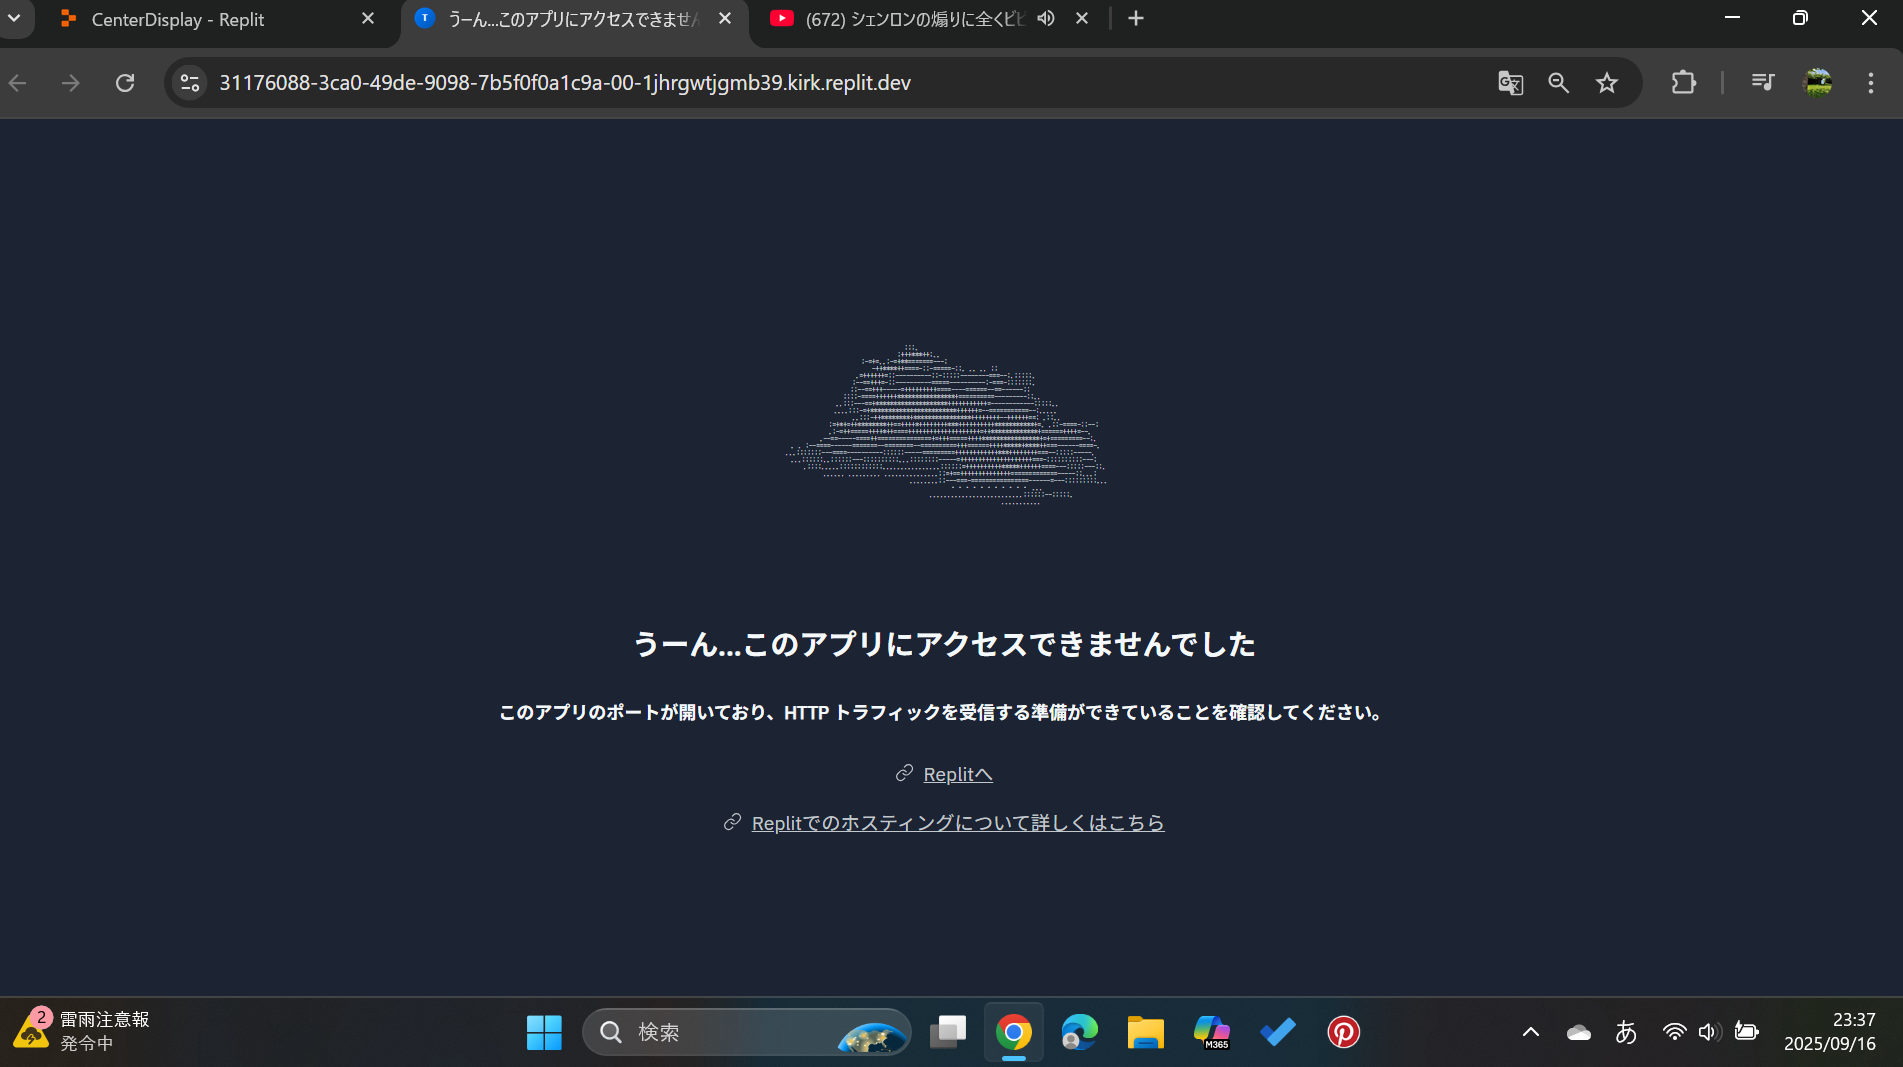 CenterDisplay - Replit
T
うーん...このアプリにアクセスできません
(672) シェンロンの煽りに全くビビ
31176088-3ca0-49de-9098-7b5f0f0a1c9a-00-1jhrgwtjgmb39.kirk.replit.dev
うーん...このアプリにアクセスできませんでした
このアプリのポートが開いており、HTTP トラフィックを受信する準備ができていることを確認してください。
Replitへ
Replitでのホスティングについて詳しくはこちら
2
雷雨注意報
発令中
検索
M365
あ
23:37
2025/09/16